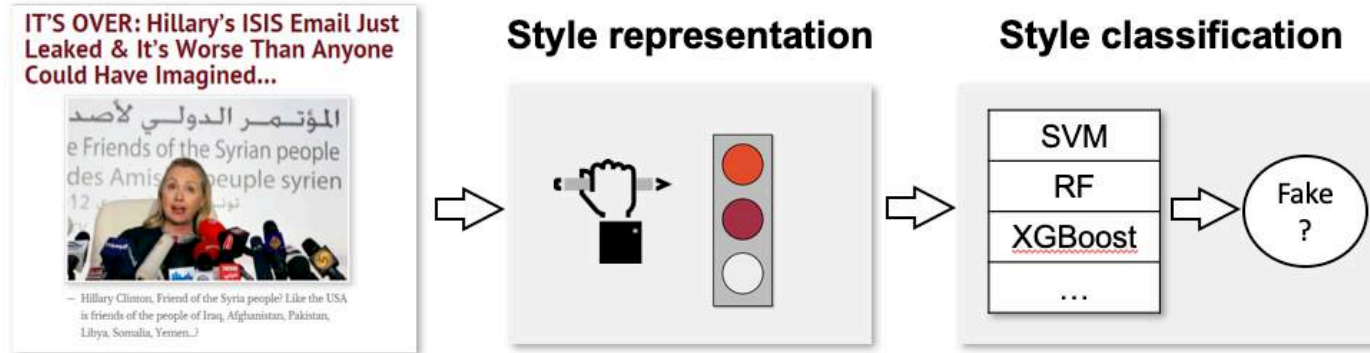 IT'S OVER: Hillary's ISIS Email Just
Leaked & It's Worse Than Anyone
Could Have Imagined...
المؤتمر الدولي لأصد
e Friends of the Syrian people
des Amis peuple syrien
12
— Hillary Clinton, Friend of the Syria people? Like the USA
is friends of the people of Iraq, Afghanistan, Pakistan,
Libya, Somalia, Yemen...?
Style representation
Style classification
SVM
RF
XGBoost
...
Fake
?